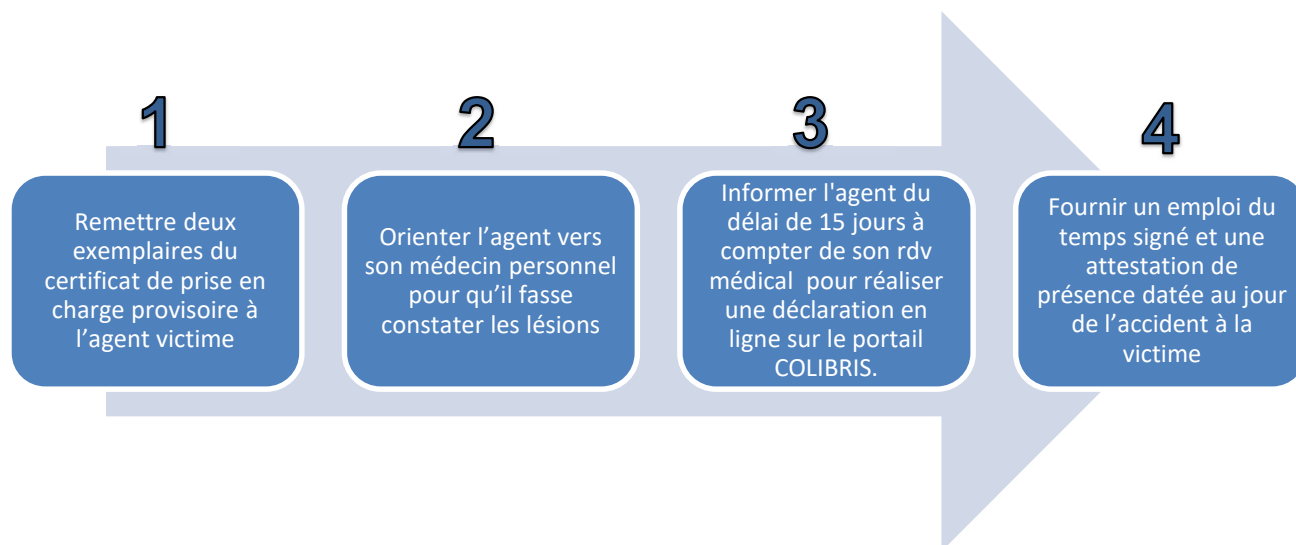 1
Remettre deux
exemplaires du
certificat de prise en
charge provisoire à
l’agent victime
2
Orienter l’agent vers
son médecin personnel
pour qu’il fasse
constater les lésions
3
Informer l'agent du
délai de 15 jours à
compter de son rdv
médical  pour réaliser
une déclaration en
ligne sur le portail
COLIBRIS.
4
Fournir un emploi du
temps signé et une
attestation de
présence datée au jour
de l’accident à la
victime